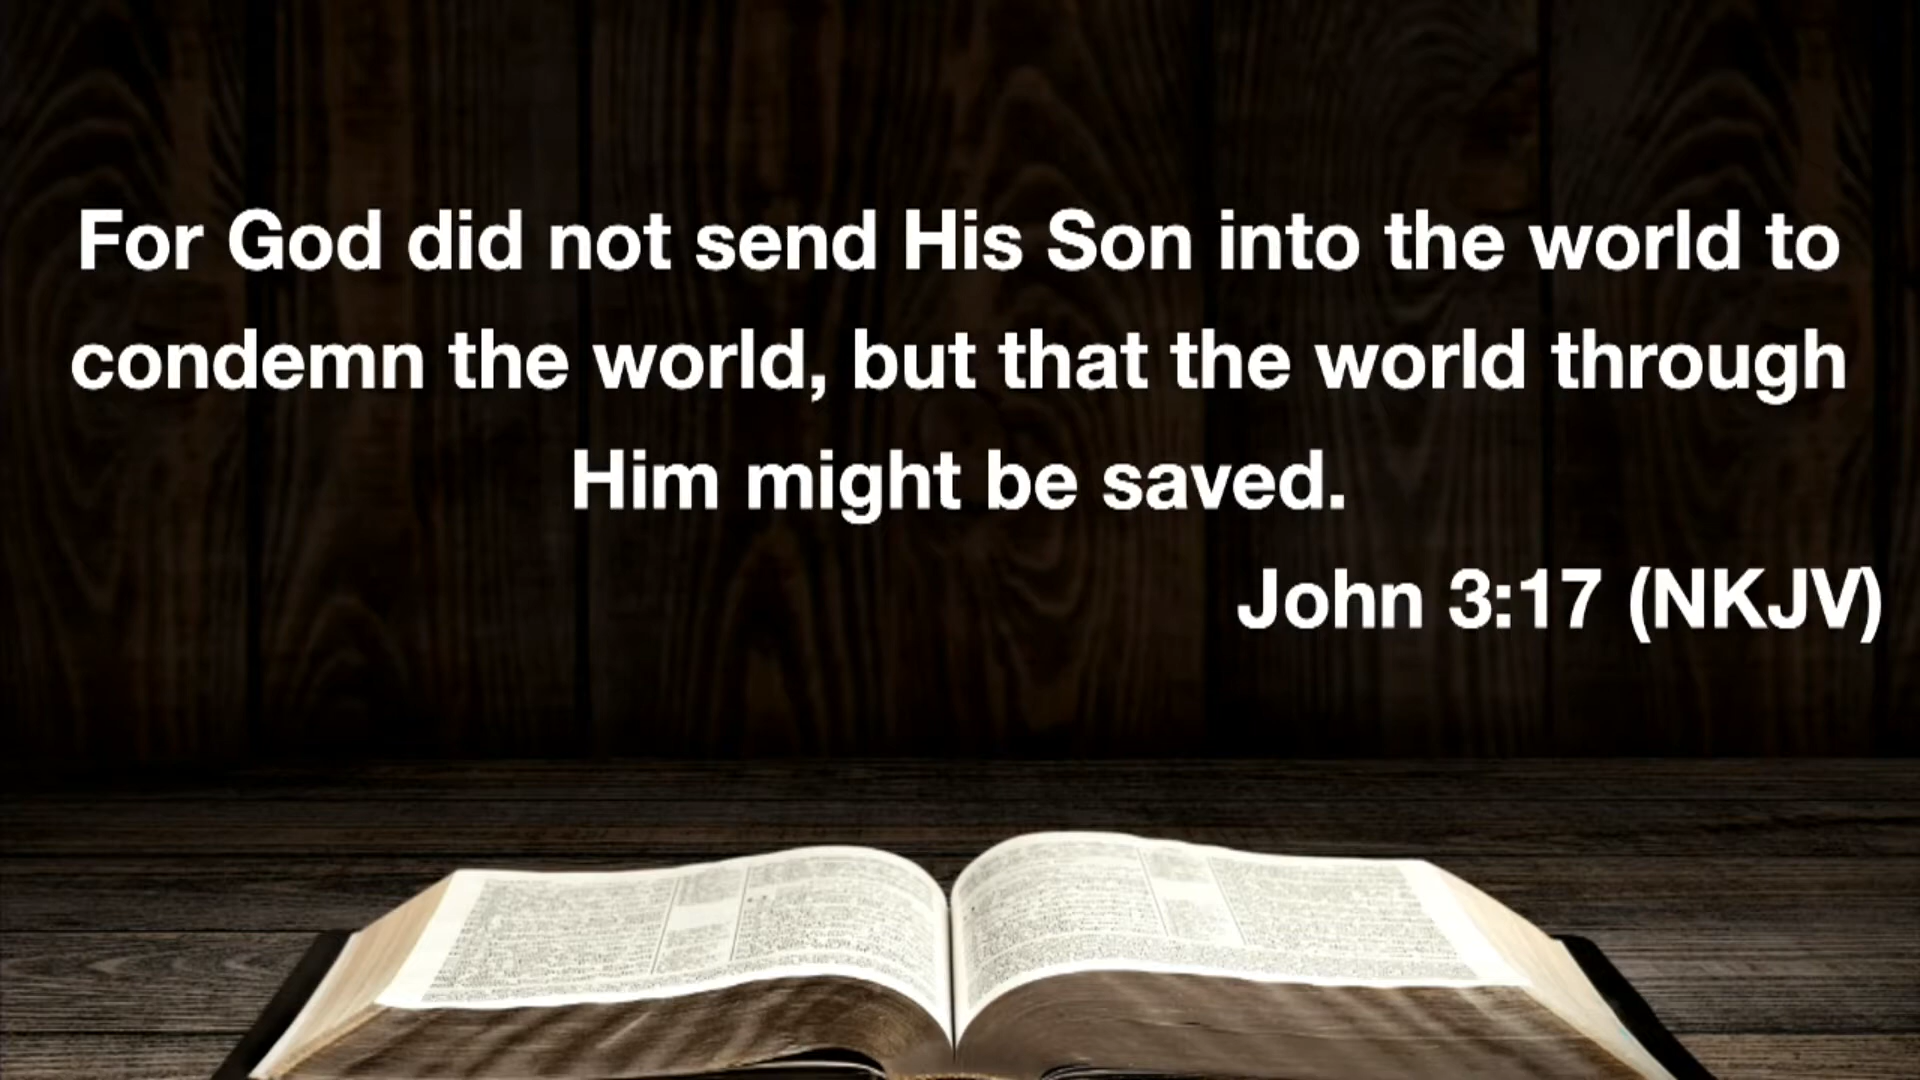 For God did not send His Son into the world to
condemn the world, but that the world through
Him might be saved.
John 3:17 (NKJV)